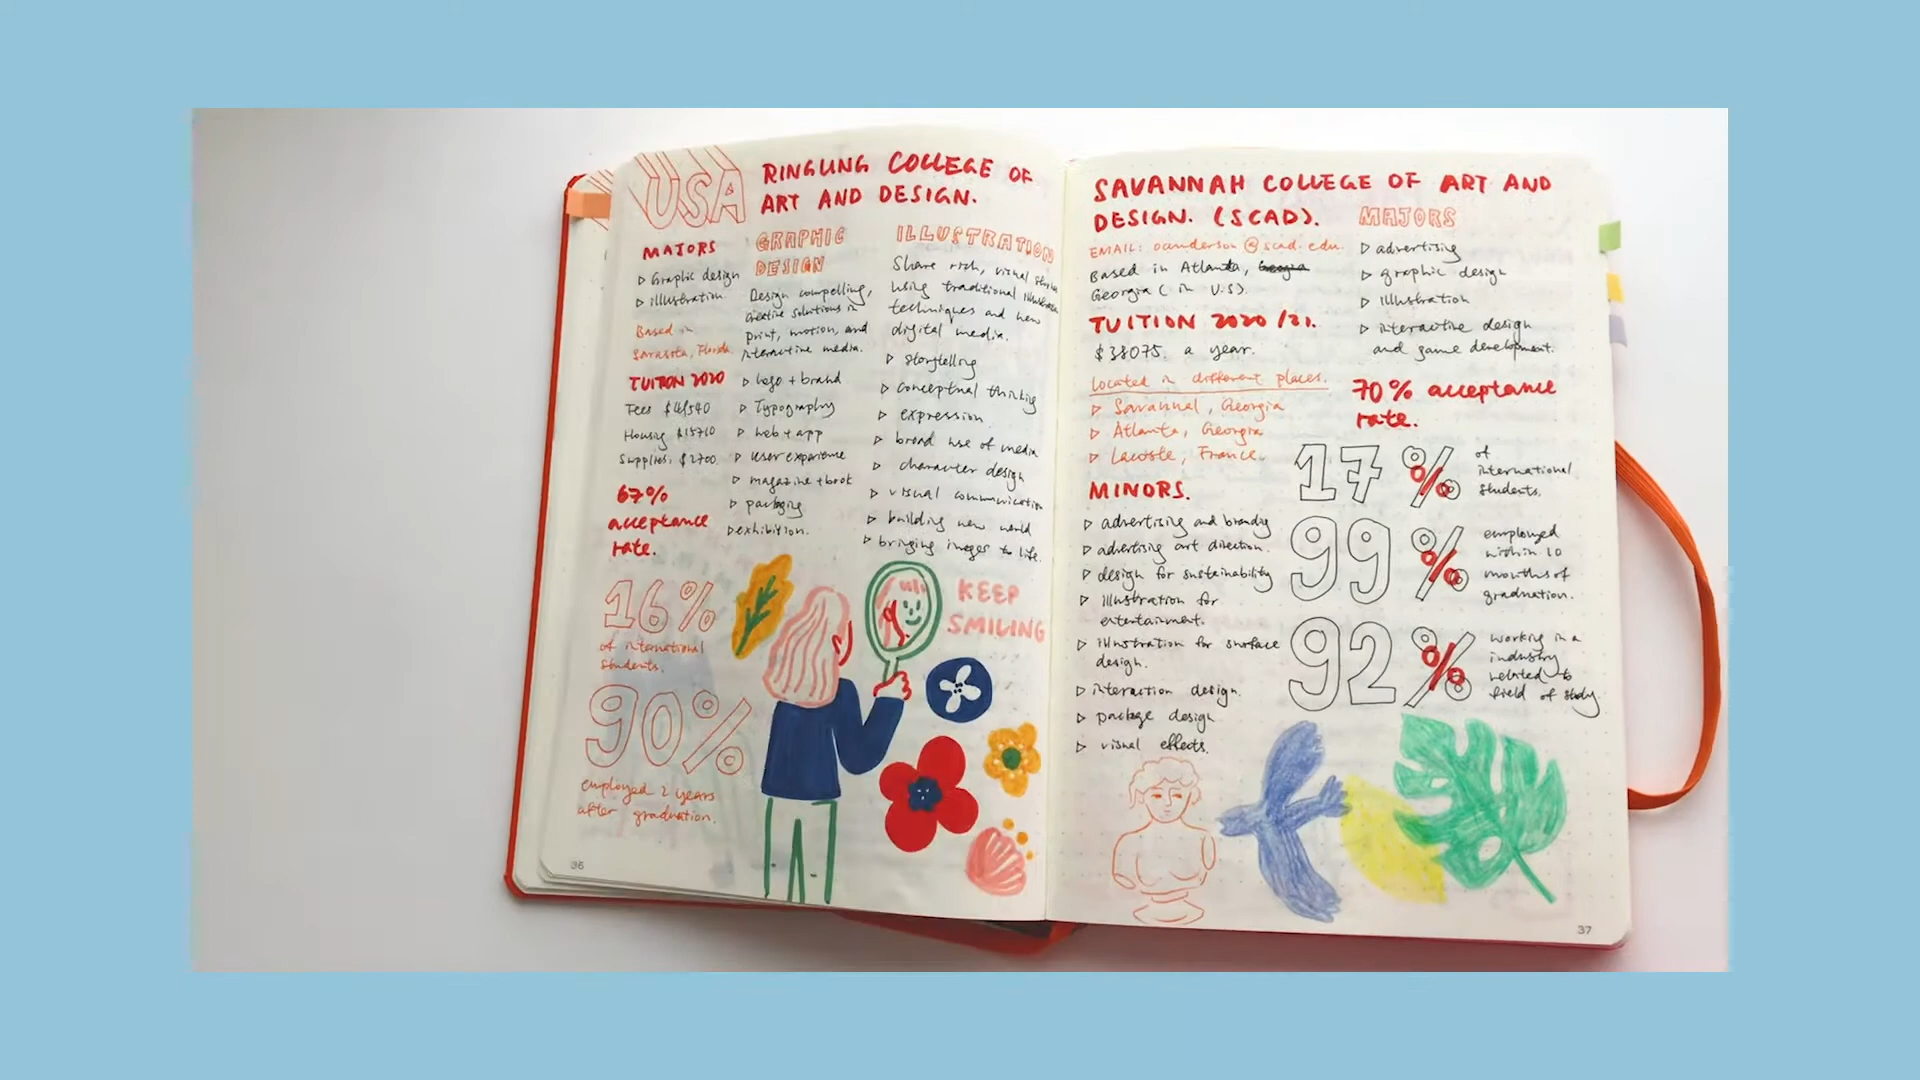 USA
RINGLING COLLEGE OF
ART AND DESIGN.
MAJORS
▷ Graphic design
▷ illustration.
Based in
Sarasota, Florida.
TUITION 2020
Fees $
Housing $15710
Supplies: $2700
67%
acceptance
rate.
16%
of international
students.
90%
employed 2 years
after graduation.
36
GRAPHIC
DESIGN
Design compelling,
creative solutions in
print, motion, and
interactive media.
▷ logo + brand
▷ Typography
▷ web + app
▷ user experience
▷ magazine + book
▷ packaging
▷ exhibition.
ILLUSTRATION
Share rich, visual stories
using traditional illustration
techniques and new
digital media.
▷ storytelling
▷ conceptual thinking
▷ expression.
▷ broad use of media
▷ character design
▷ visual communication
▷ building new world
▷ bringing images to life.
KEEP
SMILING
SAVANNAH COLLEGE OF ART AND
DESIGN. (SCAD).
EMAIL: oanderson@scad.edu.
Based in Atlanta, Georgia
Georgia (in U.S).
TUITION 2020/21.
$38075. a year.
Located in different places.
▷ Savannah, Georgia
▷ Atlanta, Georgia
▷ Lacoste, France.
MINORS.
▷ advertising and branding
▷ advertising art direction.
▷ design for sustainability
▷ Illustration for
entertainment.
▷ illustration for surface
design.
▷ interaction design.
▷ package design
▷ visual effects.
MAJORS
▷ advertising
▷ graphic design
▷ illustration
▷ interactive design
and game development.
70% acceptance
rate.
17% of
international
students.
99% employed
within 10
months of
graduation.
92% working in a
industry
related to
field of study.
37